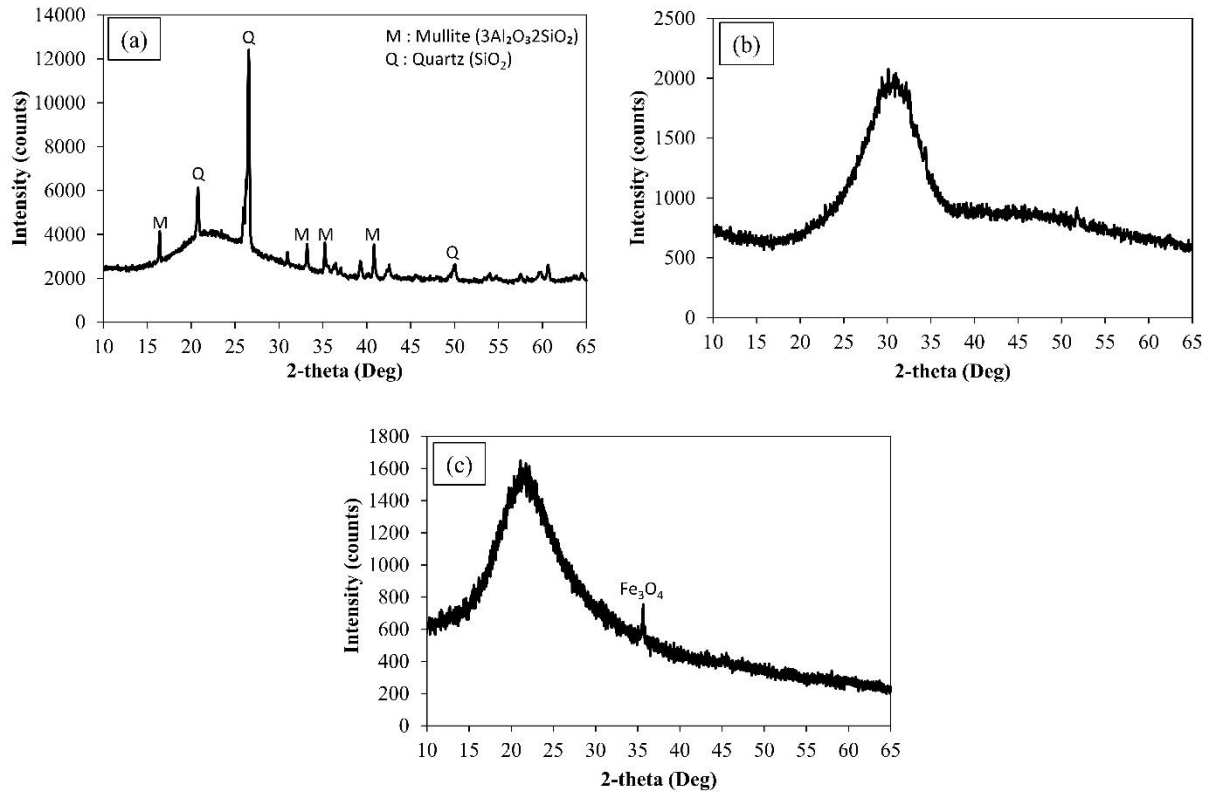 (a)
M : Mullite (3Al₂O₃2SiO₂)
Q : Quartz (SiO₂)
14000
12000
10000
8000
6000
4000
2000
0
Intensity (counts)
M
Q
Q
M
M
M
Q
10 15 20 25 30 35 40 45 50 55 60 65
2-theta (Deg)
(b)
2500
2000
1500
1000
500
0
Intensity (counts)
10 15 20 25 30 35 40 45 50 55 60 65
2-theta (Deg)
(c)
1800
1600
1400
1200
1000
800
600
400
200
0
Intensity (counts)
Fe₃O₄
10 15 20 25 30 35 40 45 50 55 60 65
2-theta (Deg)